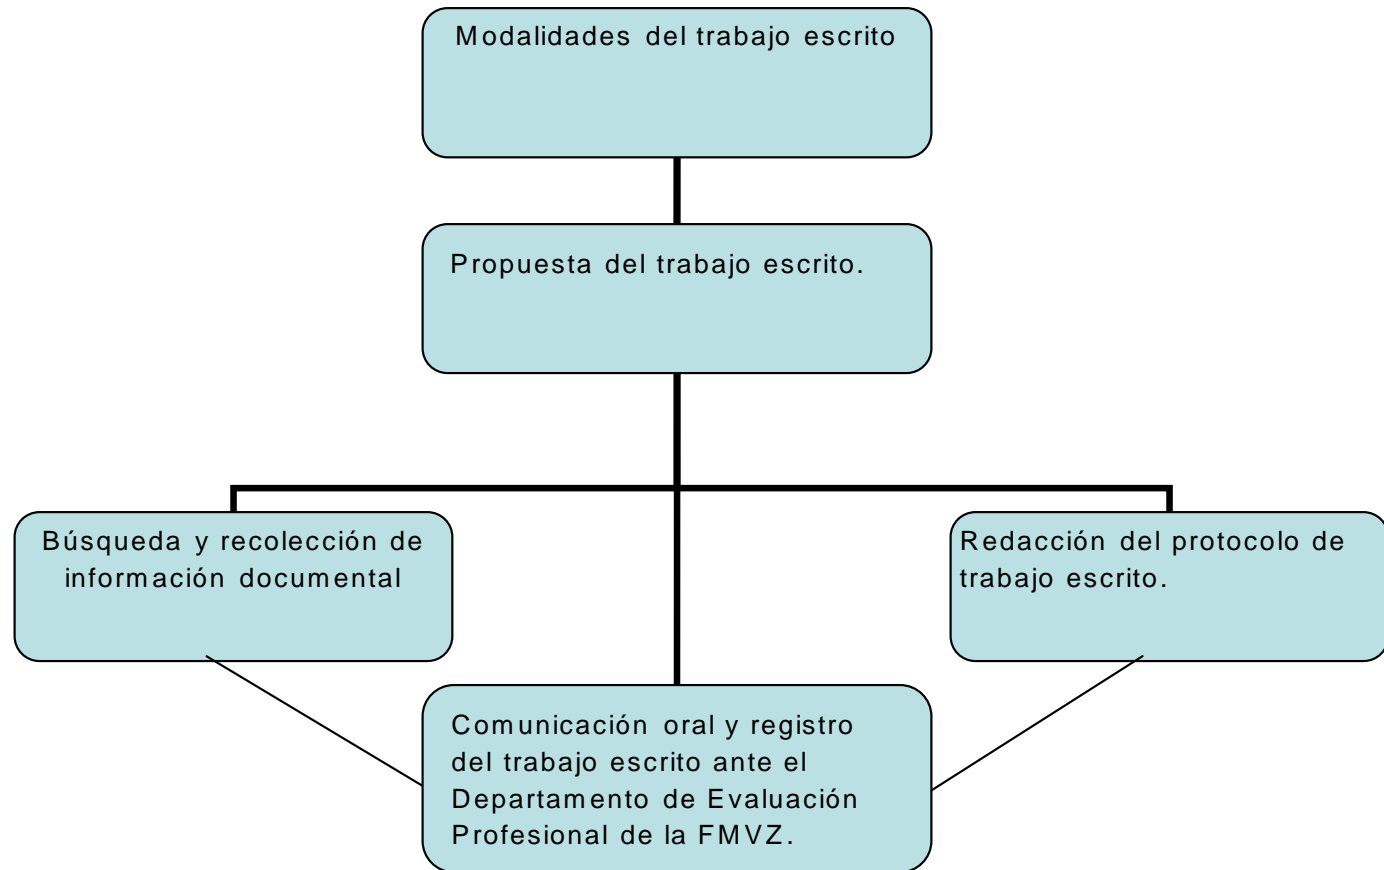 Modalidades del trabajo escrito
Propuesta del trabajo escrito.
Búsqueda y recolección de
información documental
Redacción del protocolo de
trabajo escrito.
Comunicación oral y registro
del trabajo escrito ante el
Departamento de Evaluación
Profesional de la FMVZ.